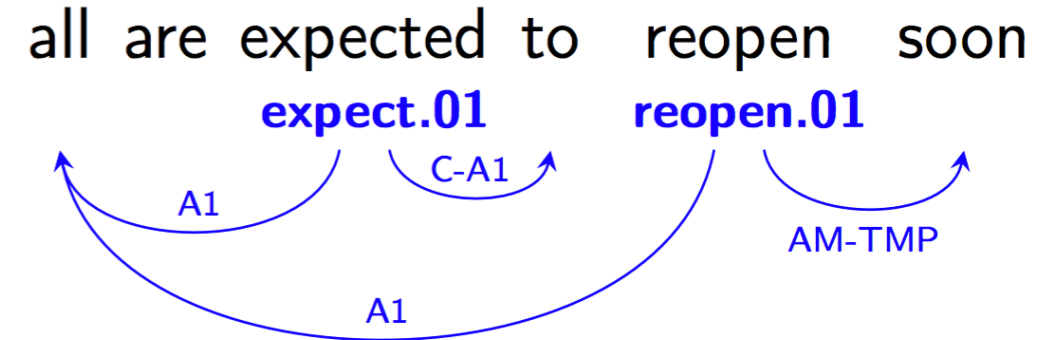 all are expected to reopen soon
expect.01 reopen.01
C-A1
A1
AM-TMP
A1